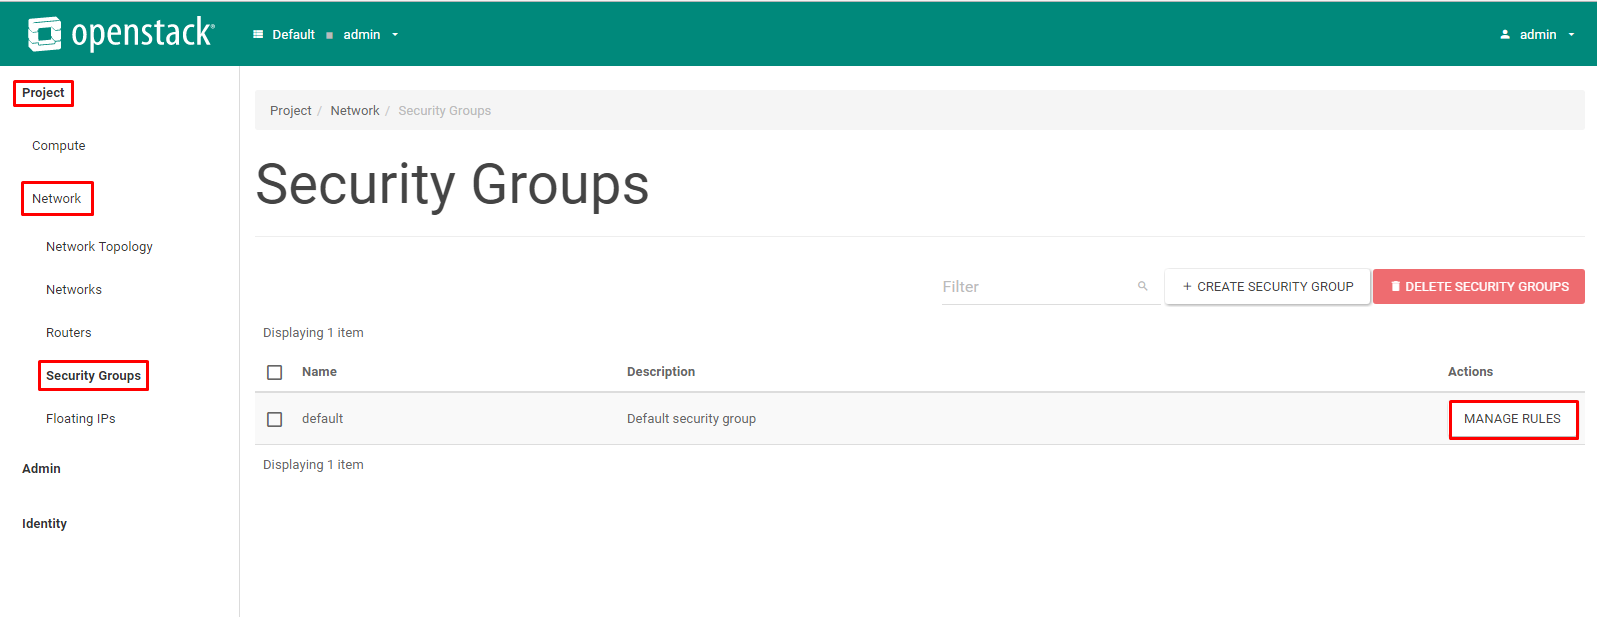 openstack® Default admin admin
Project
Compute
Network
Network Topology
Networks
Routers
Security Groups
Floating IPs
Admin
Identity
Project / Network / Security Groups
Security Groups
Filter + CREATE SECURITY GROUP DELETE SECURITY GROUPS
Displaying 1 item
Name Description Actions
default Default security group MANAGE RULES
Displaying 1 item